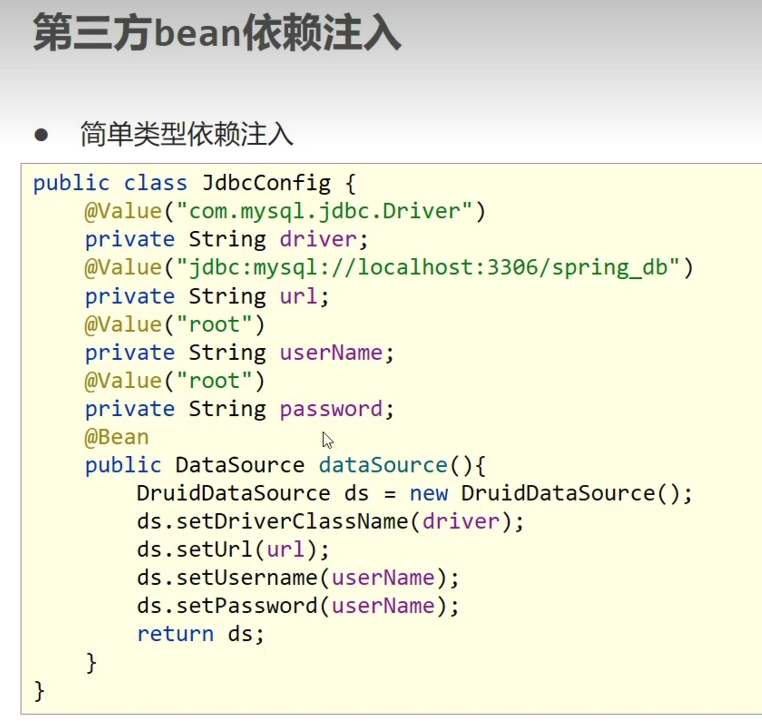 第三方bean依赖注入
● 简单类型依赖注入
public class JdbcConfig {
    @Value("com.mysql.jdbc.Driver")
    private String driver;
    @Value("jdbc:mysql://localhost:3306/spring_db")
    private String url;
    @Value("root")
    private String userName;
    @Value("root")
    private String password;
    @Bean
    public DataSource dataSource(){
        DruidDataSource ds = new DruidDataSource();
        ds.setDriverClassName(driver);
        ds.setUrl(url);
        ds.setUsername(userName);
        ds.setPassword(userName);
        return ds;
    }
}